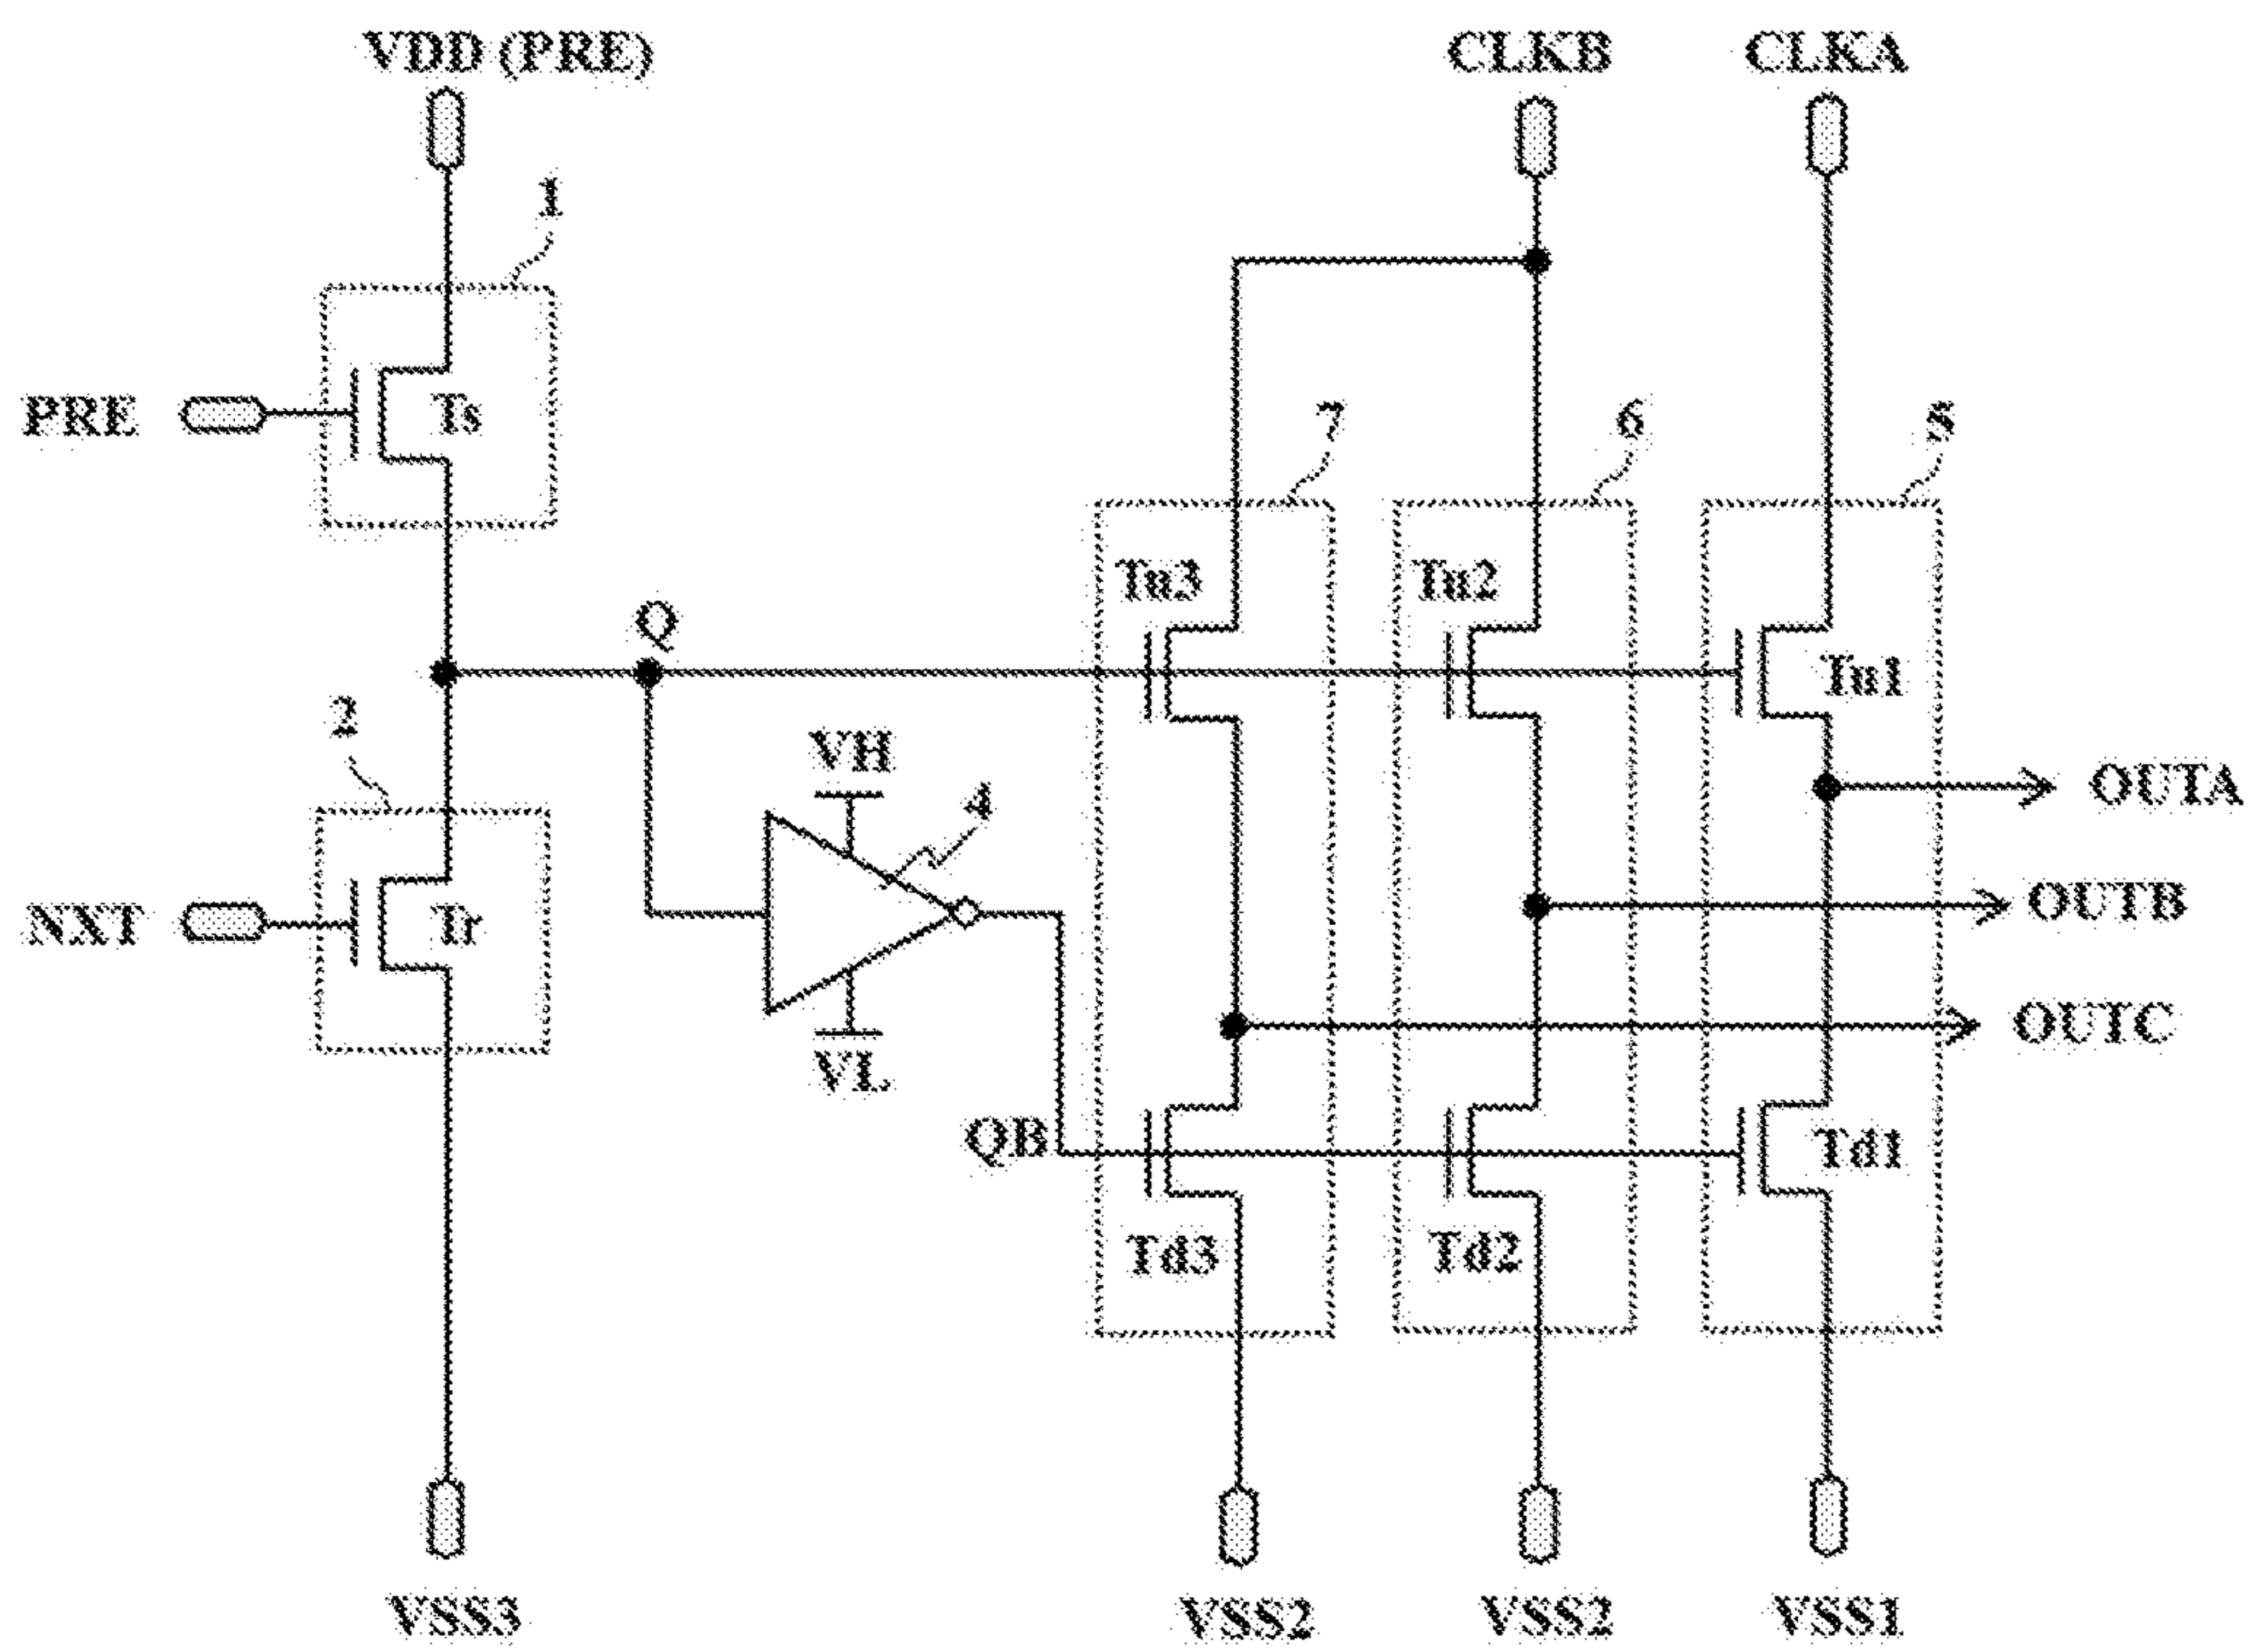 VDD (PRE)
CLKB
CLKA
1
PRE
Ts
7
6
5
Tu3
Tu2
Q
Tu1
2
VH
4
OUTA
NXT
Tr
OUTB
OUTC
VL
QB
Td1
Td3
Td2
VSS3
VSS2
VSS2
VSS1